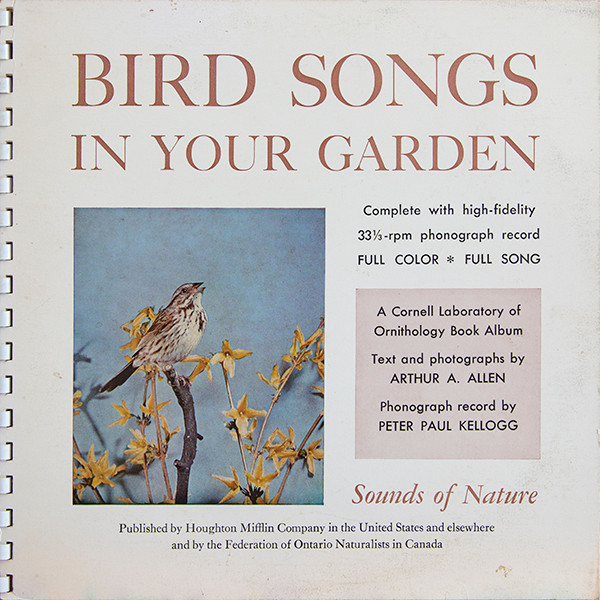 BIRD SONGS
IN YOUR GARDEN
Complete with high-fidelity
33⅓-rpm phonograph record
FULL COLOR * FULL SONG
A Cornell Laboratory of
Ornithology Book Album
Text and photographs by
ARTHUR A. ALLEN
Phonograph record by
PETER PAUL KELLOGG
Sounds of Nature
Published by Houghton Mifflin Company in the United States and elsewhere
and by the Federation of Ontario Naturalists in Canada